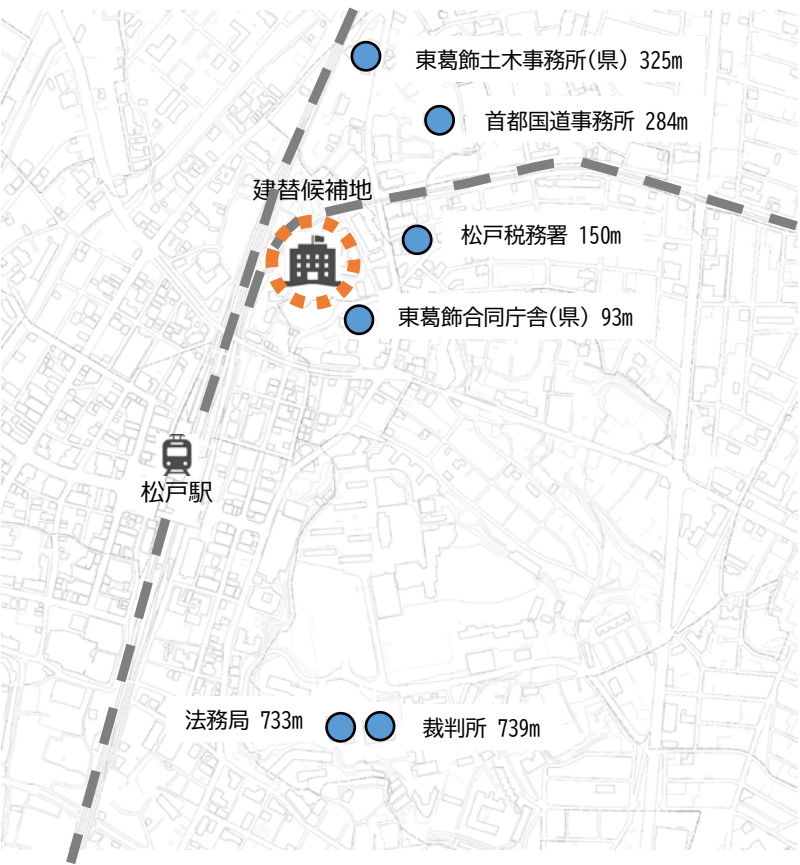 東葛飾土木事務所(県) 325m
首都国道事務所 284m
建替候補地
松戸税務署 150m
東葛飾合同庁舎(県) 93m
松戸駅
法務局 733m
裁判所 739m